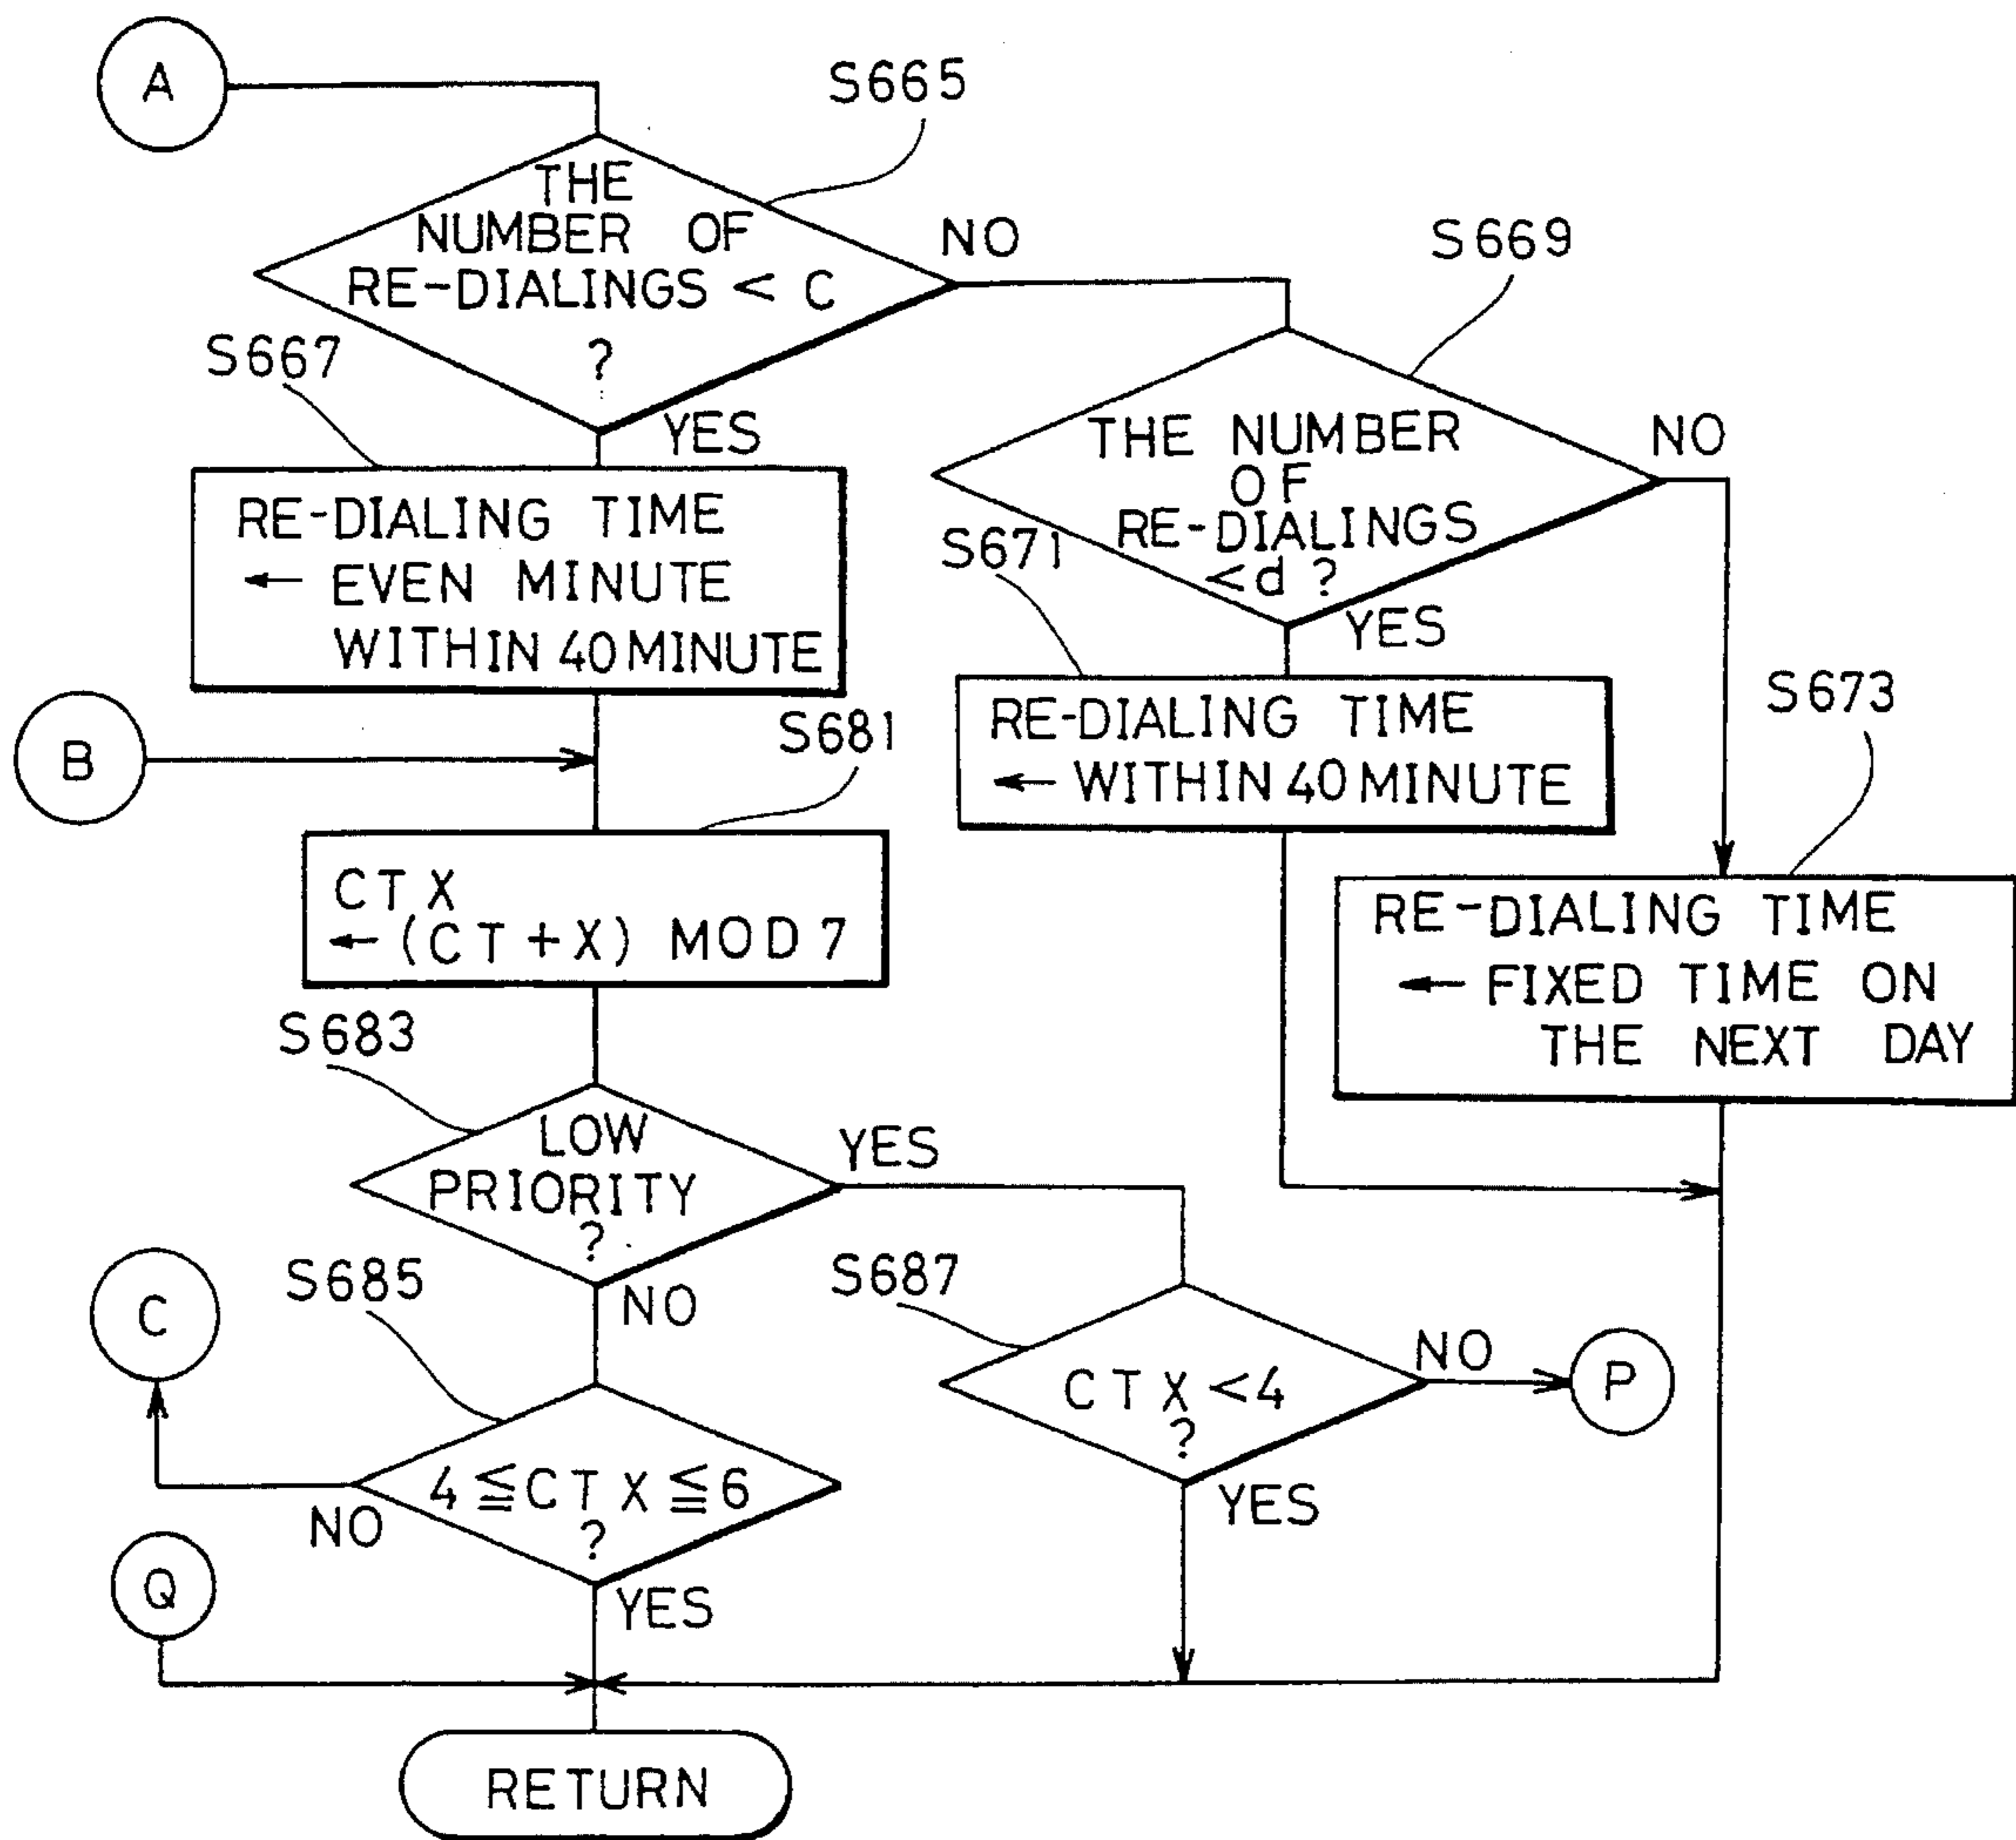 A
S665
THE
NUMBER OF
RE-DIALINGS < C
?
NO
S669
S667
YES
THE NUMBER
OF
RE-DIALINGS
<d ?
NO
RE-DIALING TIME
← EVEN MINUTE
WITHIN 40 MINUTE
S671
YES
RE-DIALING TIME
← WITHIN 40 MINUTE
S673
B
S681
CTX
← (CT+X) MOD 7
RE-DIALING TIME
← FIXED TIME ON
THE NEXT DAY
S683
LOW
PRIORITY
?
YES
NO
C
S685
S687
CTX<4
?
NO
P
4≦CTX≦6
?
NO
YES
YES
Q
RETURN